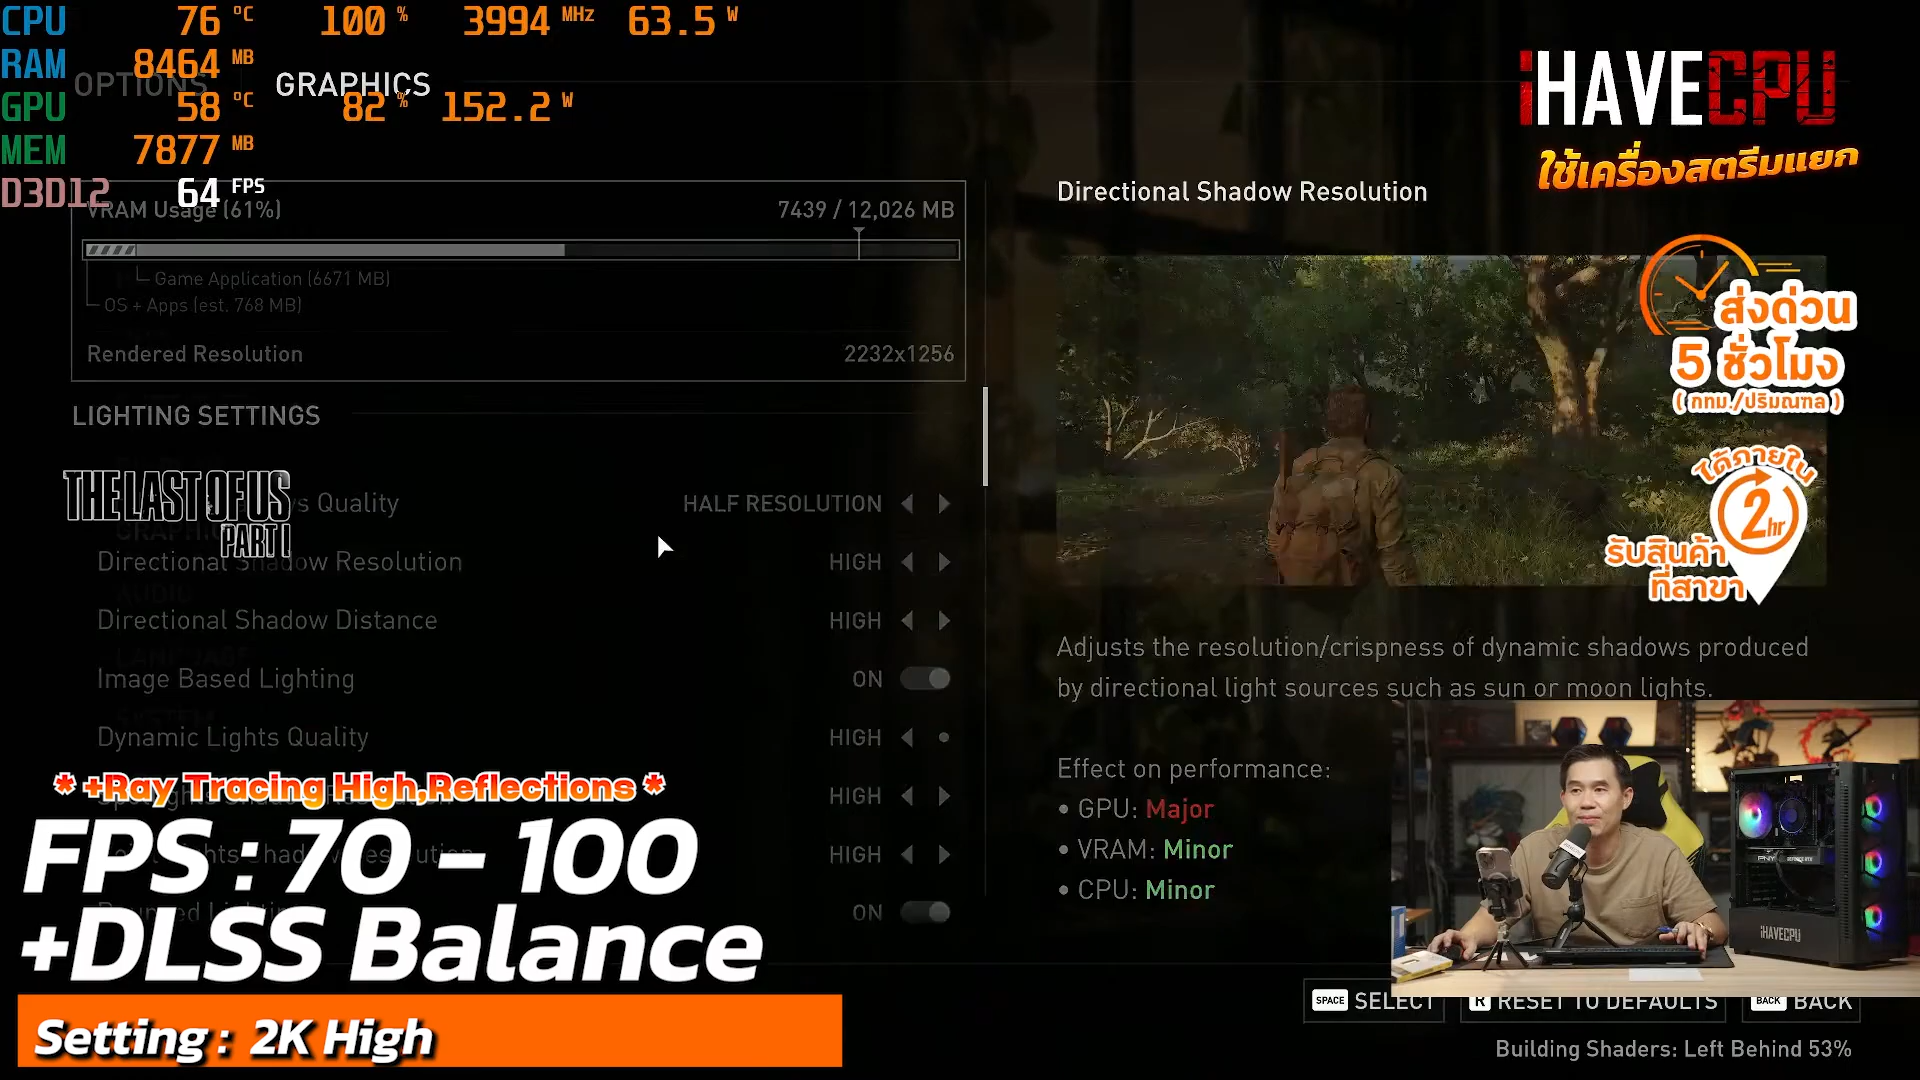 CPU 76 °C 100 % 3994 MHz 63.5 W
RAM 8464 MB
OPTIONS GRAPHICS
GPU 58 °C 82 % 152.2 W
MEM 7877 MB
D3D12 64 FPS
VRAM Usage (61%) 7439 / 12,026 MB
Game Application (6671 MB)
OS + Apps (est. 768 MB)
Rendered Resolution 2232x1256
LIGHTING SETTINGS
THE LAST OF US
PART I
s Quality HALF RESOLUTION
Directional Shadow Resolution HIGH
Directional Shadow Distance HIGH
Image Based Lighting ON
Dynamic Lights Quality HIGH
HIGH
HIGH
ON
* +Ray Tracing High,Reflections *
FPS : 70 - 100
+DLSS Balance
Setting : 2K High
iHAVECPU
ใช้เครื่องสตรีมแยก
Directional Shadow Resolution
ส่งด่วน
5 ชั่วโมง
( กทม./ปริมณฑล )
ได้ภายใน
2hr
รับสินค้า
ที่สาขา
Adjusts the resolution/crispness of dynamic shadows produced
by directional light sources such as sun or moon lights.
Effect on performance:
• GPU: Major
• VRAM: Minor
• CPU: Minor
PNY
iHAVECPU
SPACE SELECT R RESET TO DEFAULTS BACK BACK
Building Shaders: Left Behind 53%